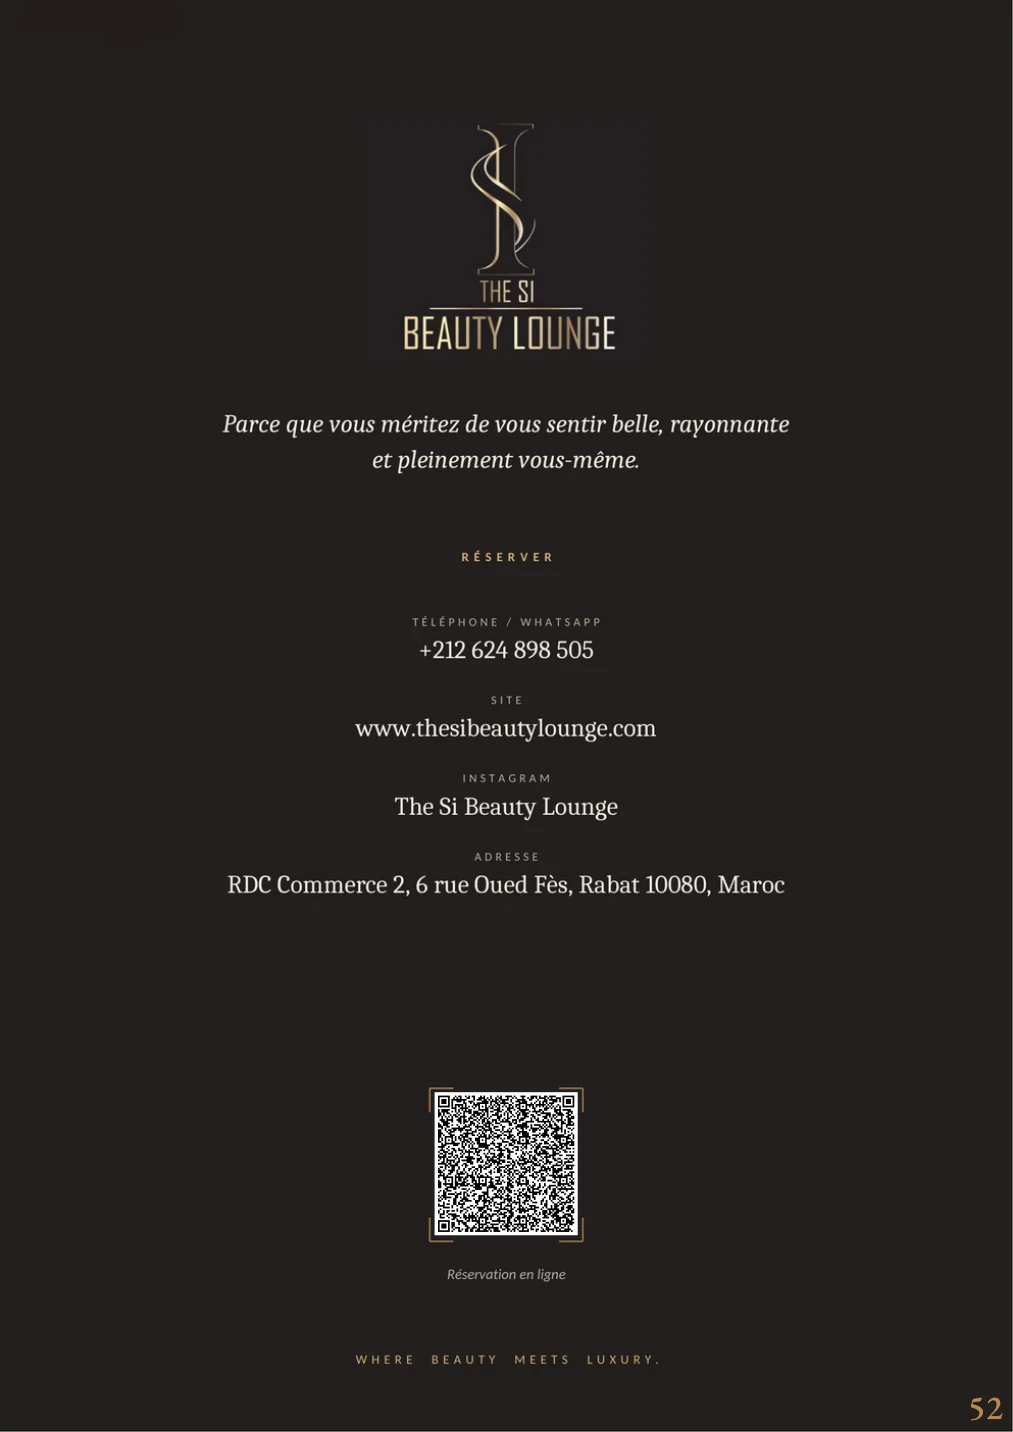 THE SI
BEAUTY LOUNGE
Parce que vous méritez de vous sentir belle, rayonnante
et pleinement vous-même.
RÉSERVER
TÉLÉPHONE / WHATSAPP
+212 624 898 505
SITE
www.thesibeautylounge.com
INSTAGRAM
The Si Beauty Lounge
ADRESSE
RDC Commerce 2, 6 rue Oued Fès, Rabat 10080, Maroc
Réservation en ligne
WHERE BEAUTY MEETS LUXURY.
52